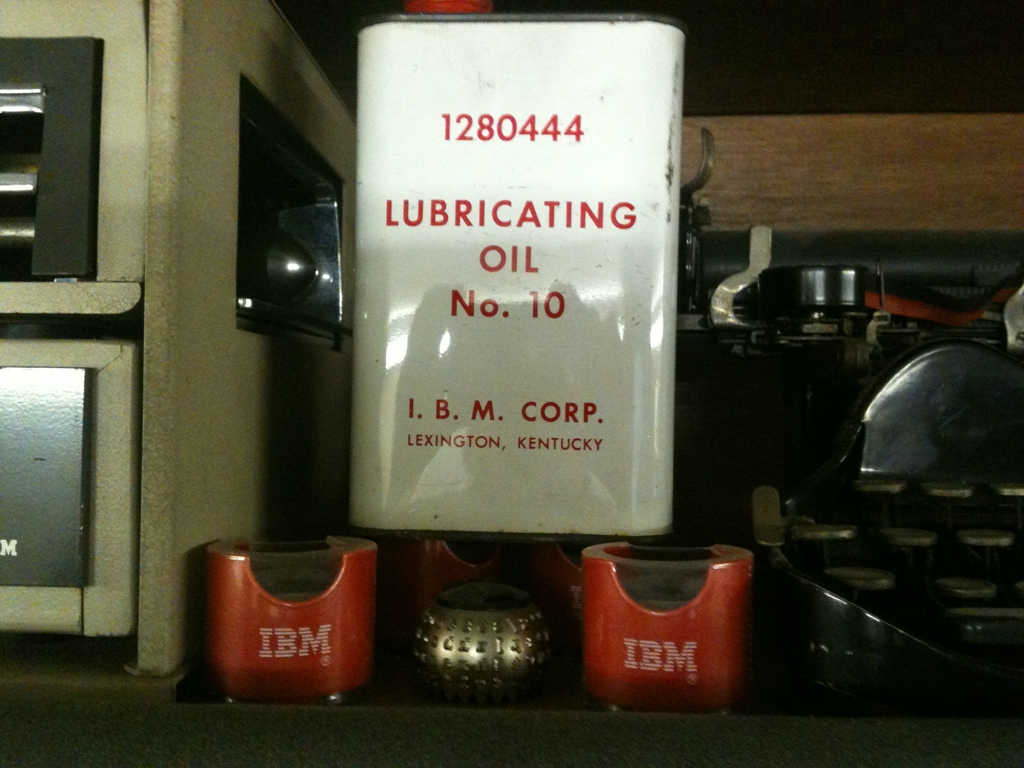 1280444
LUBRICATING
OIL
No. 10
I. B. M. CORP.
LEXINGTON, KENTUCKY
M
IBM®
IBM®